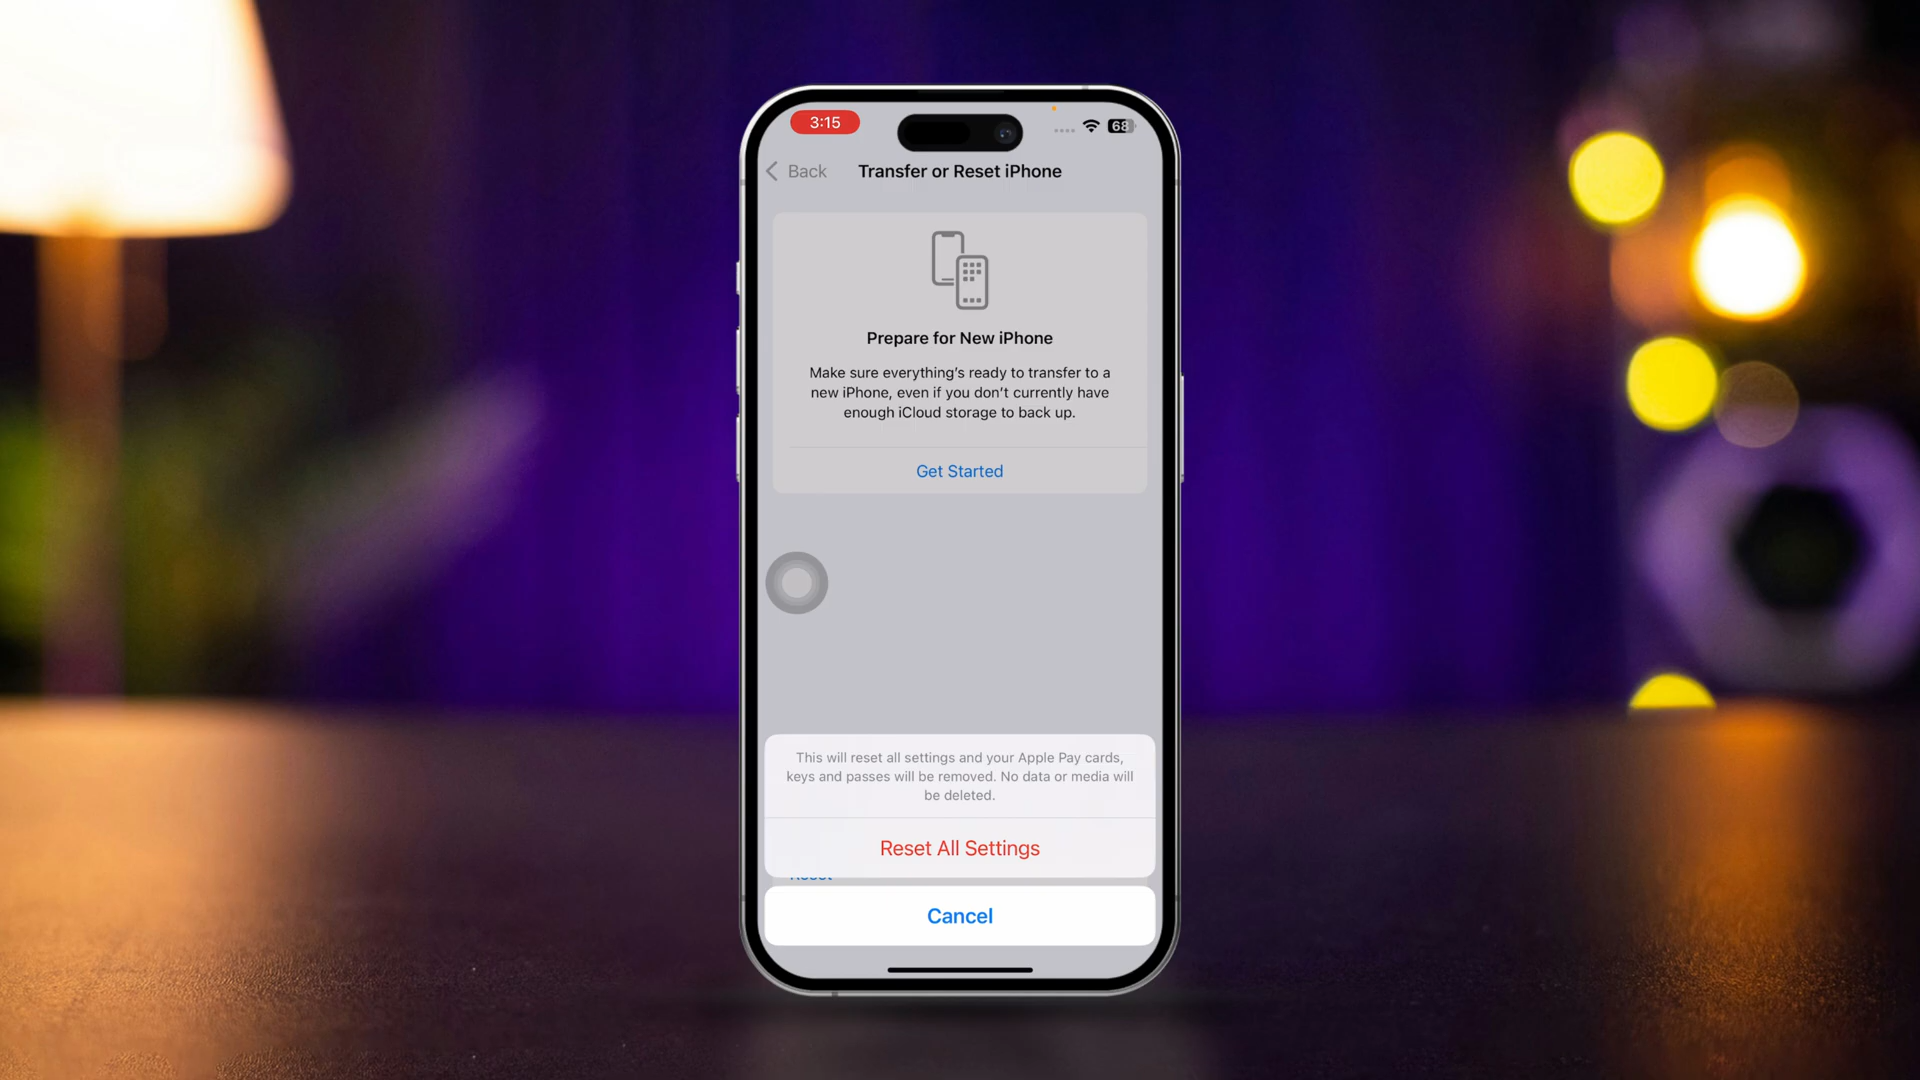 3:15
68
Back
Transfer or Reset iPhone
Prepare for New iPhone
Make sure everything's ready to transfer to a
new iPhone, even if you don't currently have
enough iCloud storage to back up.
Get Started
This will reset all settings and your Apple Pay cards,
keys and passes will be removed. No data or media will
be deleted.
Reset All Settings
Reset
Cancel